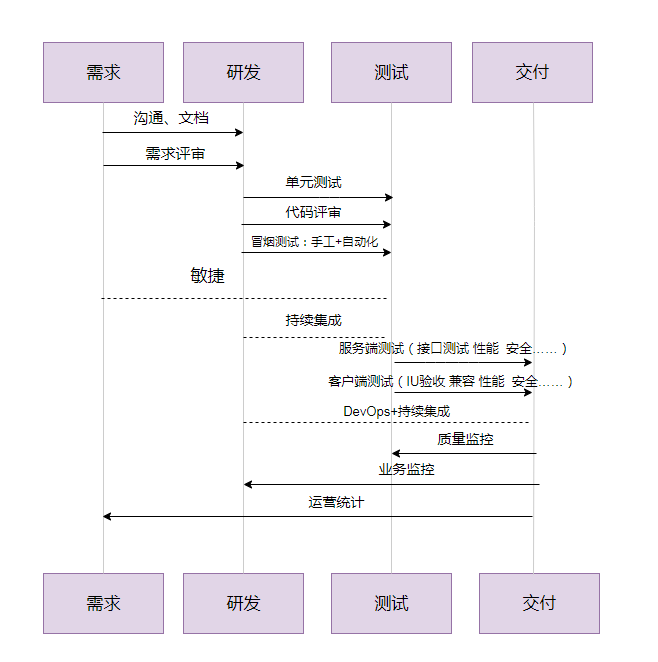 需求 研发 测试 交付
沟通、文档
需求评审
单元测试
代码评审
冒烟测试：手工+自动化
敏捷
持续集成
服务端测试（接口测试 性能 安全……）
客户端测试（IU验收 兼容 性能 安全……）
DevOps+持续集成
质量监控
业务监控
运营统计
需求 研发 测试 交付